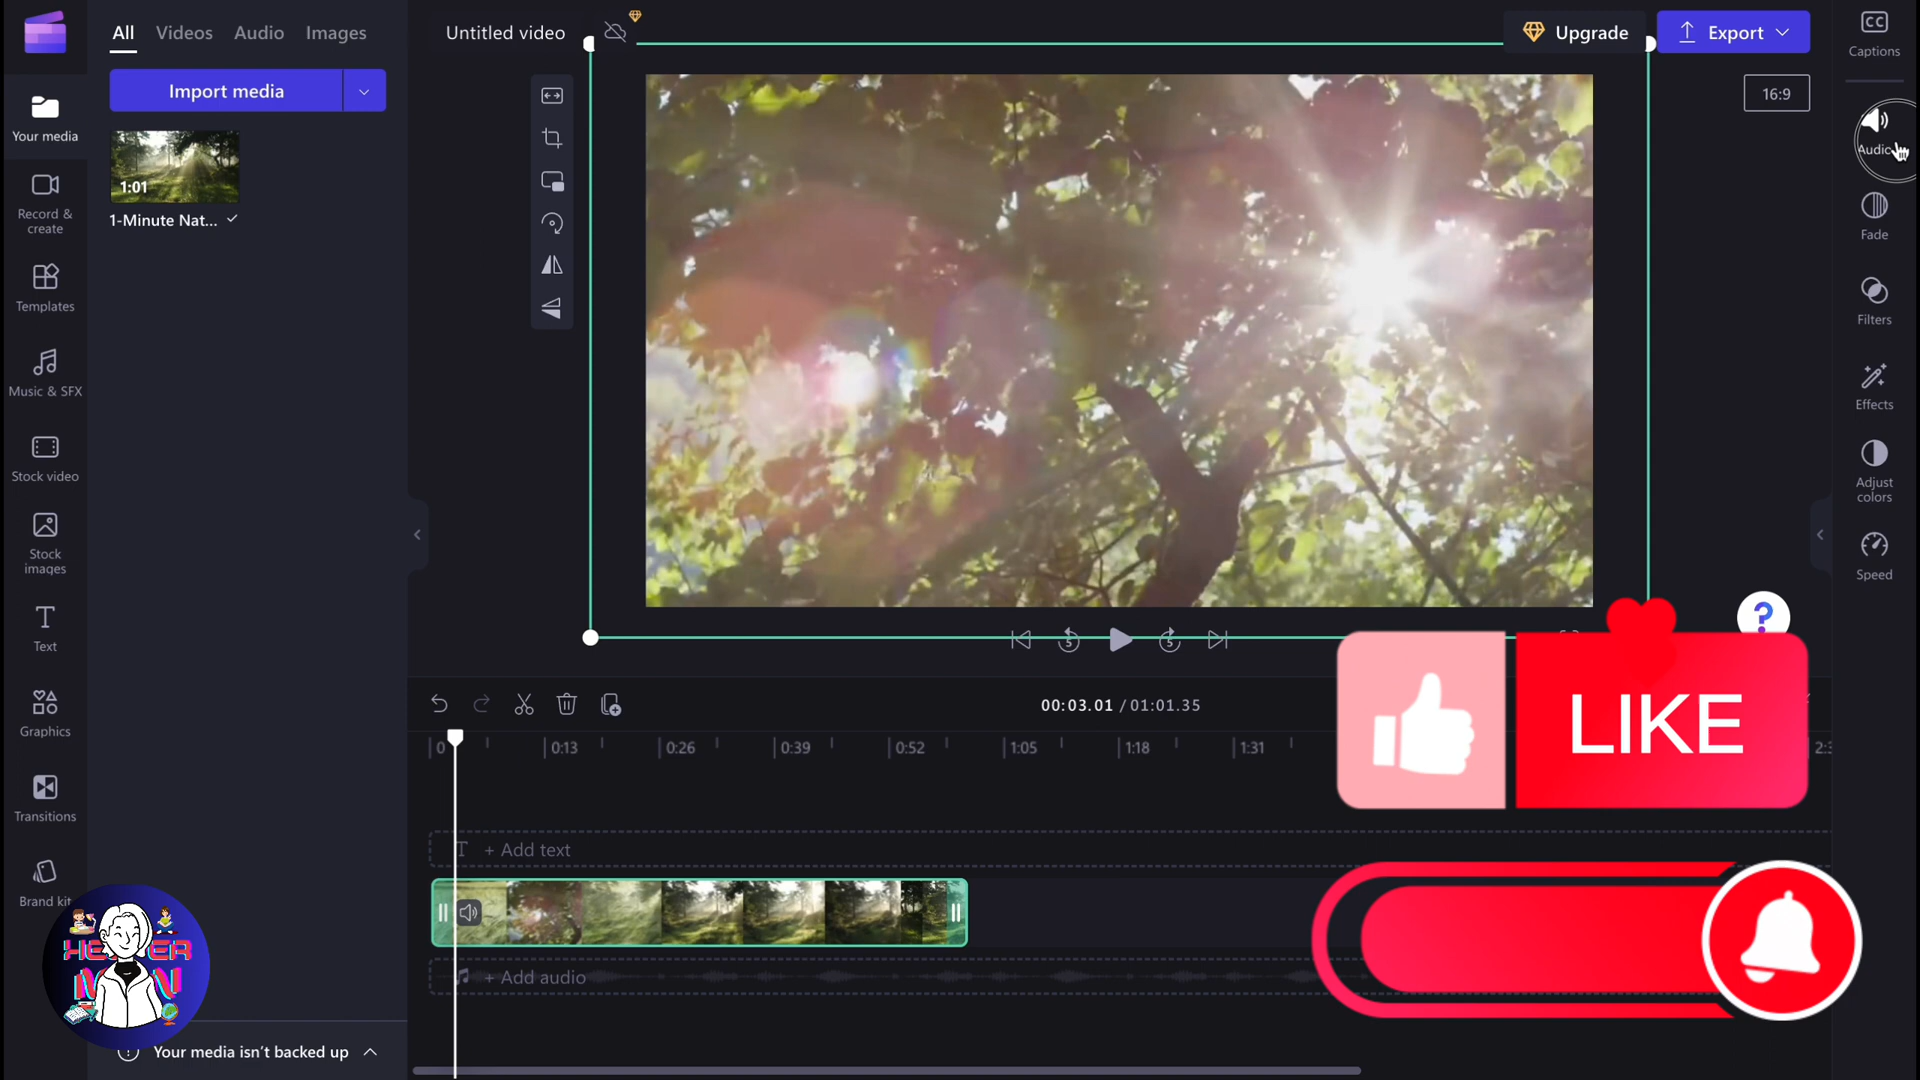 All Videos Audio Images
Untitled video
Upgrade
Export
Captions
Import media
16:9
Your media
1:01
1-Minute Nat...
Audio
Record &
create
Fade
Templates
Filters
Music & SFX
Effects
Stock video
Adjust
colors
Stock
images
Speed
Text
?
5
5
LIKE
Graphics
00:03.01 / 01:01.35
0 0:13 0:26 0:39 0:52 1:05 1:18 1:31
Transitions
T + Add text
Brand kit
HELPER
+ Add audio
Your media isn't backed up